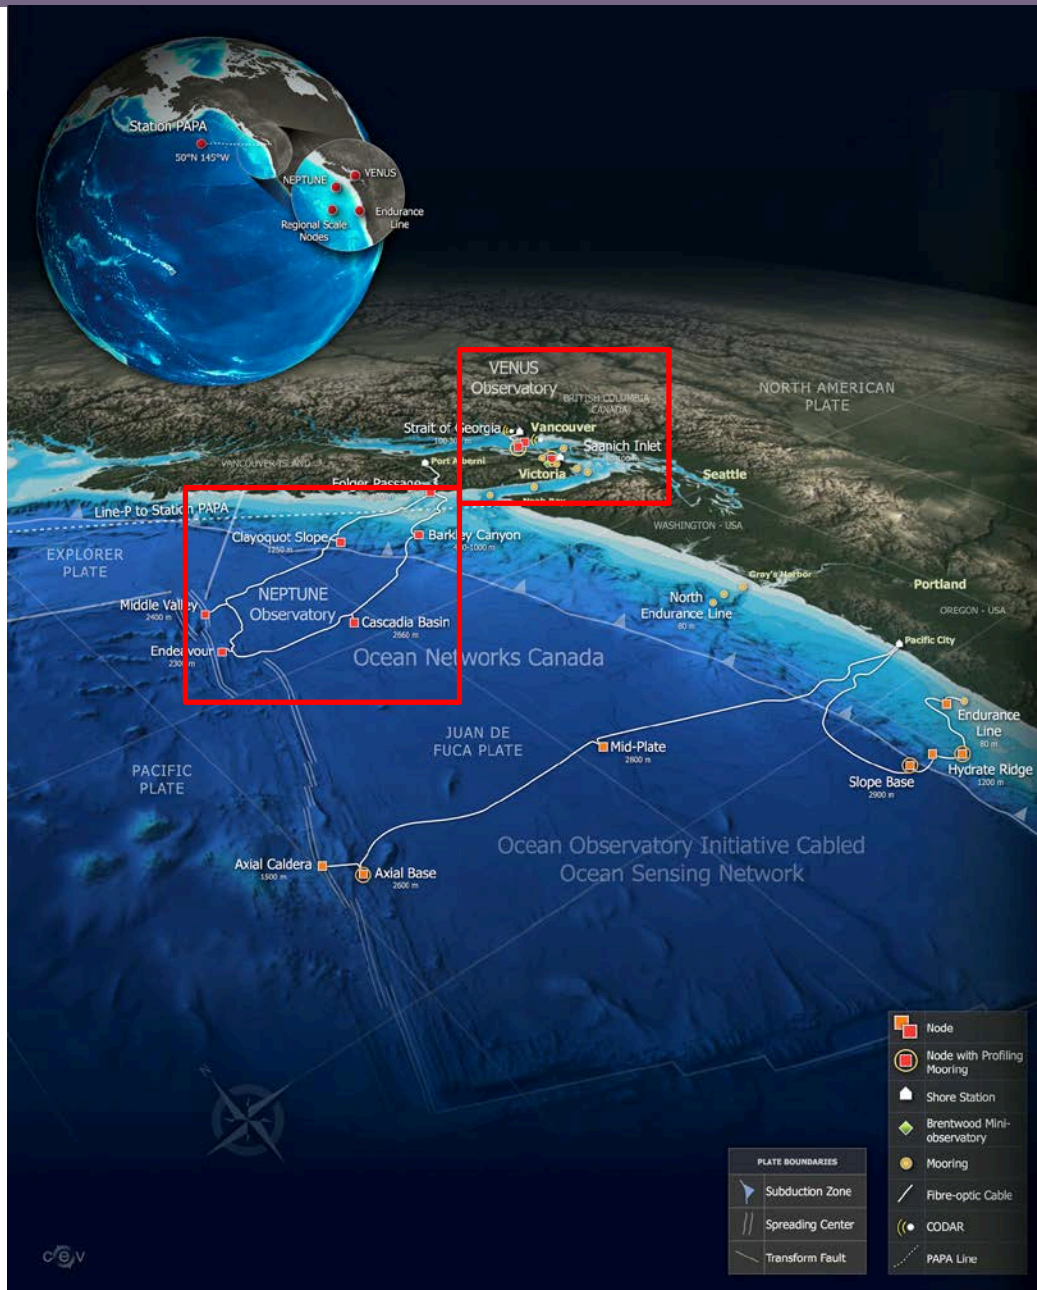 Station PAPA
50°N 145°W
NEPTUNE
VENUS
Regional Scale
Nodes
Endurance
Line
VENUS
Observatory
BRITISH COLUMBIA
CANADA
NORTH AMERICAN
PLATE
Strait of Georgia
Vancouver
Saanich Inlet
VANCOUVER ISLAND
Port Alberni
Victoria
Seattle
Folger Passage
Line-P to Station PAPA
WASHINGTON - USA
Clayoquot Slope
1250 m
Barkley Canyon
EXPLORER
PLATE
NEPTUNE
Observatory
Middle Valley
2400 m
Cascadia Basin
2660 m
Endeavour
2300 m
Gray's Harbor
North
Endurance Line
80 m
Portland
OREGON - USA
Pacific City
Ocean Networks Canada
JUAN DE
FUCA PLATE
Mid-Plate
2800 m
Endurance
Line
80 m
Slope Base
2900 m
Hydrate Ridge
1200 m
PACIFIC
PLATE
Ocean Observatory Initiative Cabled
Ocean Sensing Network
Axial Caldera
1500 m
Axial Base
2600 m
N
Node
Node with Profiling
Mooring
Shore Station
Brentwood Mini-
observatory
Mooring
Fibre-optic Cable
CODAR
PAPA Line
PLATE BOUNDARIES
Subduction Zone
Spreading Center
Transform Fault
cev